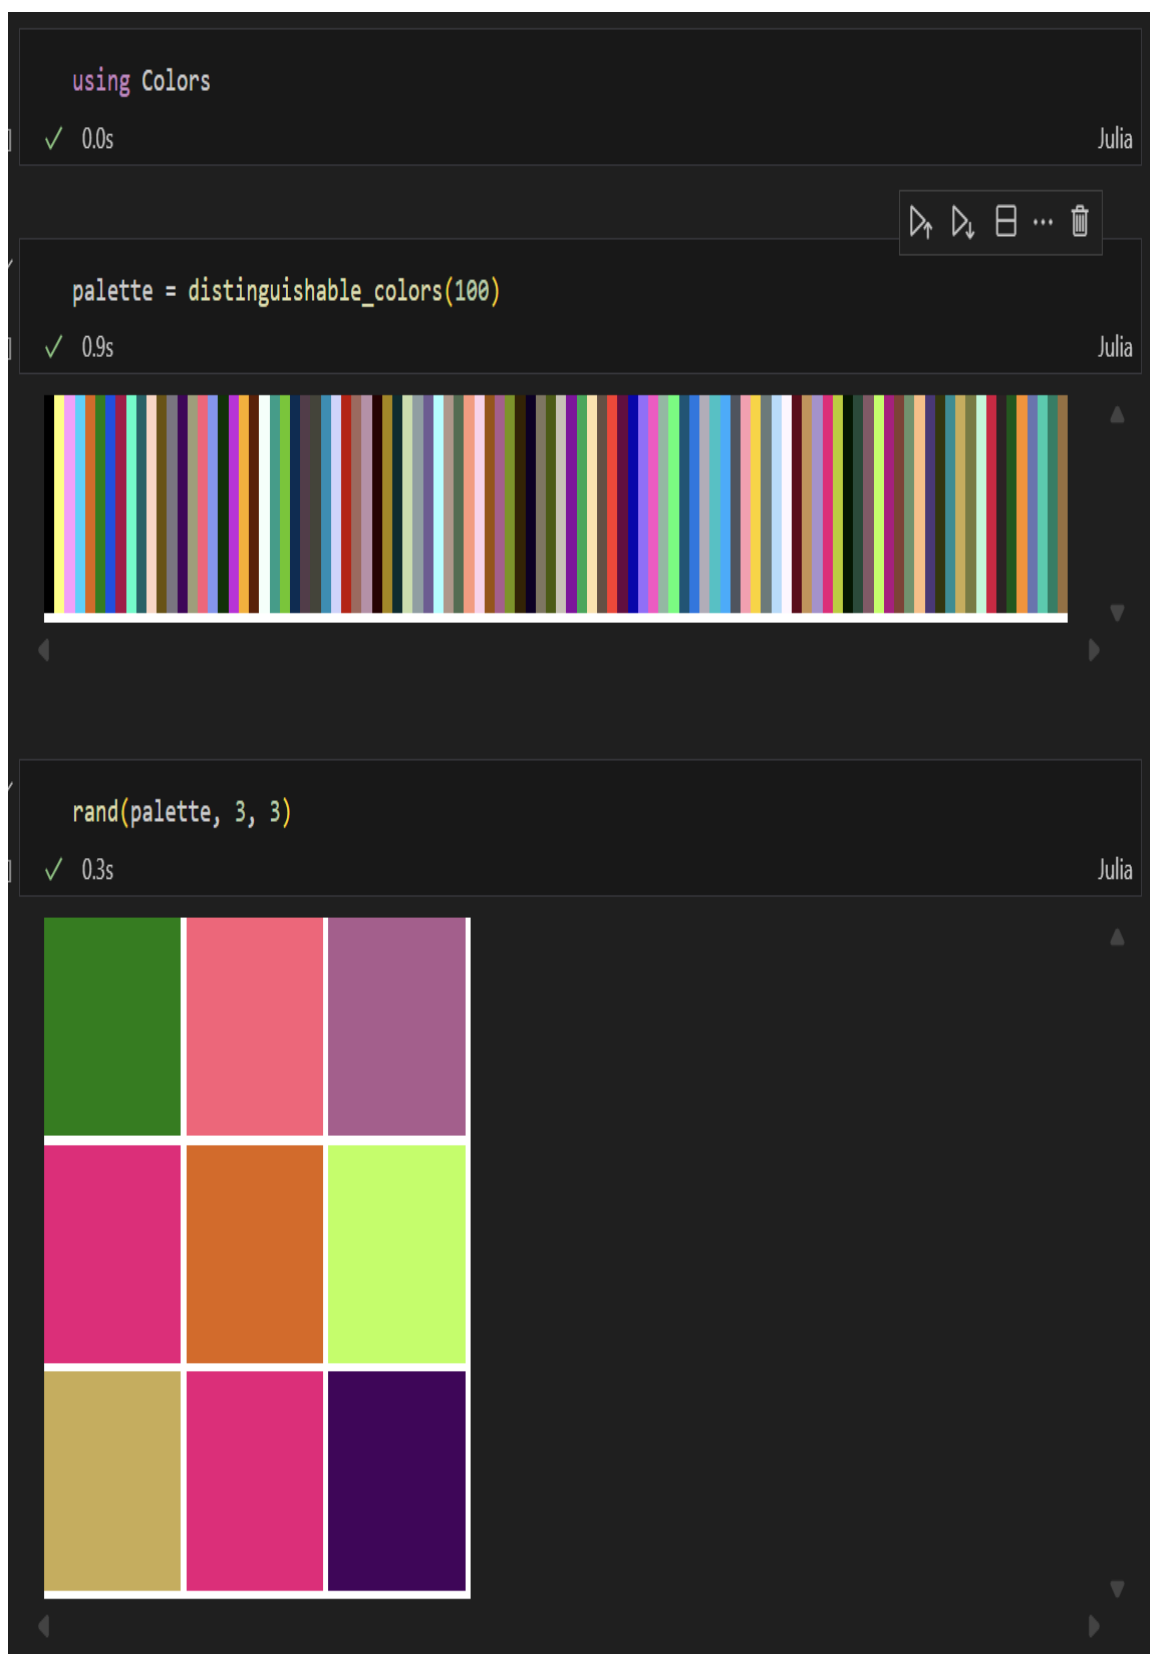 using Colors
0.0s
Julia
palette = distinguishable_colors(100)
0.9s
Julia
rand(palette, 3, 3)
0.3s
Julia